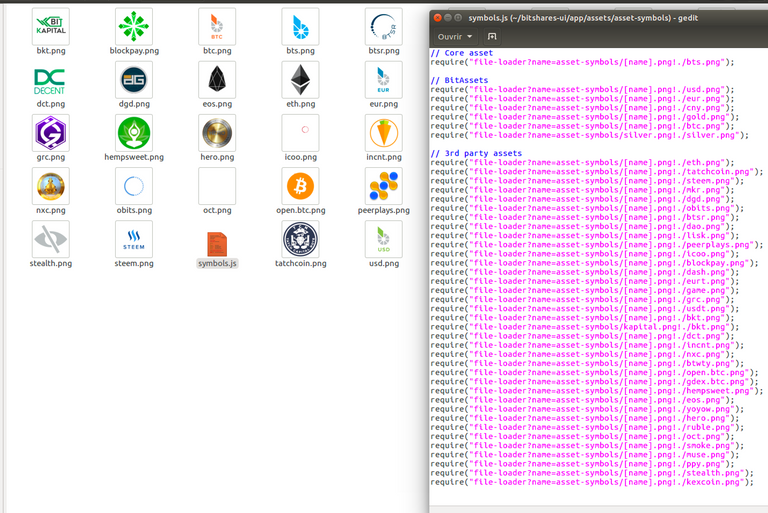 BIT
KAPITAL
BTC
BTSR
bkt.png
blockpay.png
btc.png
bts.png
btsr.png
DC
DECENT
DG
EUR
dct.png
dgd.png
eos.png
eth.png
eur.png
grc.png
hempsweet.png
hero.png
icoo.png
incnt.png
nxc.png
obits.png
oct.png
open.btc.png
peerplays.png
STEEM
USD
stealth.png
steem.png
symbols.js
tatchcoin.png
usd.png
symbols.js (~/bitshares-ui/app/assets/asset-symbols) - gedit
Ouvrir
// Core asset
require("file-loader?name=asset-symbols/[name].png!./bts.png");
// BitAssets
require("file-loader?name=asset-symbols/[name].png!./usd.png");
require("file-loader?name=asset-symbols/[name].png!./eur.png");
require("file-loader?name=asset-symbols/[name].png!./cny.png");
require("file-loader?name=asset-symbols/[name].png!./gold.png");
require("file-loader?name=asset-symbols/[name].png!./btc.png");
require("file-loader?name=asset-symbols/silver.png!./silver.png");
// 3rd party assets
require("file-loader?name=asset-symbols/[name].png!./eth.png");
require("file-loader?name=asset-symbols/[name].png!./tatchcoin.png");
require("file-loader?name=asset-symbols/[name].png!./steem.png");
require("file-loader?name=asset-symbols/[name].png!./mkr.png");
require("file-loader?name=asset-symbols/[name].png!./dgd.png");
require("file-loader?name=asset-symbols/[name].png!./obits.png");
require("file-loader?name=asset-symbols/[name].png!./btsr.png");
require("file-loader?name=asset-symbols/[name].png!./dao.png");
require("file-loader?name=asset-symbols/[name].png!./lisk.png");
require("file-loader?name=asset-symbols/[name].png!./peerplays.png");
require("file-loader?name=asset-symbols/[name].png!./icoo.png");
require("file-loader?name=asset-symbols/[name].png!./blockpay.png");
require("file-loader?name=asset-symbols/[name].png!./dash.png");
require("file-loader?name=asset-symbols/[name].png!./eurt.png");
require("file-loader?name=asset-symbols/[name].png!./game.png");
require("file-loader?name=asset-symbols/[name].png!./grc.png");
require("file-loader?name=asset-symbols/[name].png!./usdt.png");
require("file-loader?name=asset-symbols/[name].png!./bkt.png");
require("file-loader?name=asset-symbols/kapital.png!./bkt.png");
require("file-loader?name=asset-symbols/[name].png!./dct.png");
require("file-loader?name=asset-symbols/[name].png!./incnt.png");
require("file-loader?name=asset-symbols/[name].png!./nxc.png");
require("file-loader?name=asset-symbols/[name].png!./btwty.png");
require("file-loader?name=asset-symbols/[name].png!./open.btc.png");
require("file-loader?name=asset-symbols/[name].png!./gdex.btc.png");
require("file-loader?name=asset-symbols/[name].png!./hempsweet.png");
require("file-loader?name=asset-symbols/[name].png!./eos.png");
require("file-loader?name=asset-symbols/[name].png!./yoyow.png");
require("file-loader?name=asset-symbols/[name].png!./hero.png");
require("file-loader?name=asset-symbols/[name].png!./ruble.png");
require("file-loader?name=asset-symbols/[name].png!./oct.png");
require("file-loader?name=asset-symbols/[name].png!./smoke.png");
require("file-loader?name=asset-symbols/[name].png!./muse.png");
require("file-loader?name=asset-symbols/[name].png!./ppy.png");
require("file-loader?name=asset-symbols/[name].png!./stealth.png");
require("file-loader?name=asset-symbols/[name].png!./kexcoin.png");